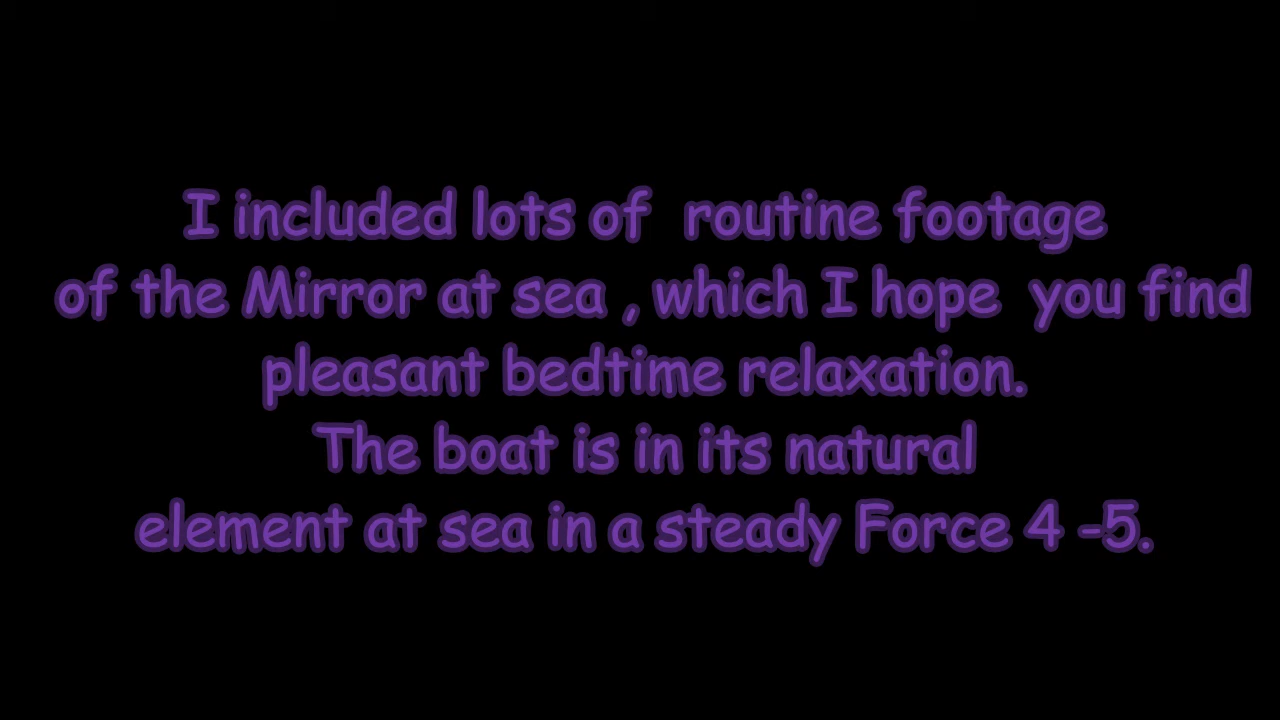 I included lots of  routine footage
of the Mirror at sea , which I hope  you find
pleasant bedtime relaxation.
The boat is in its natural
element at sea in a steady Force 4 -5.